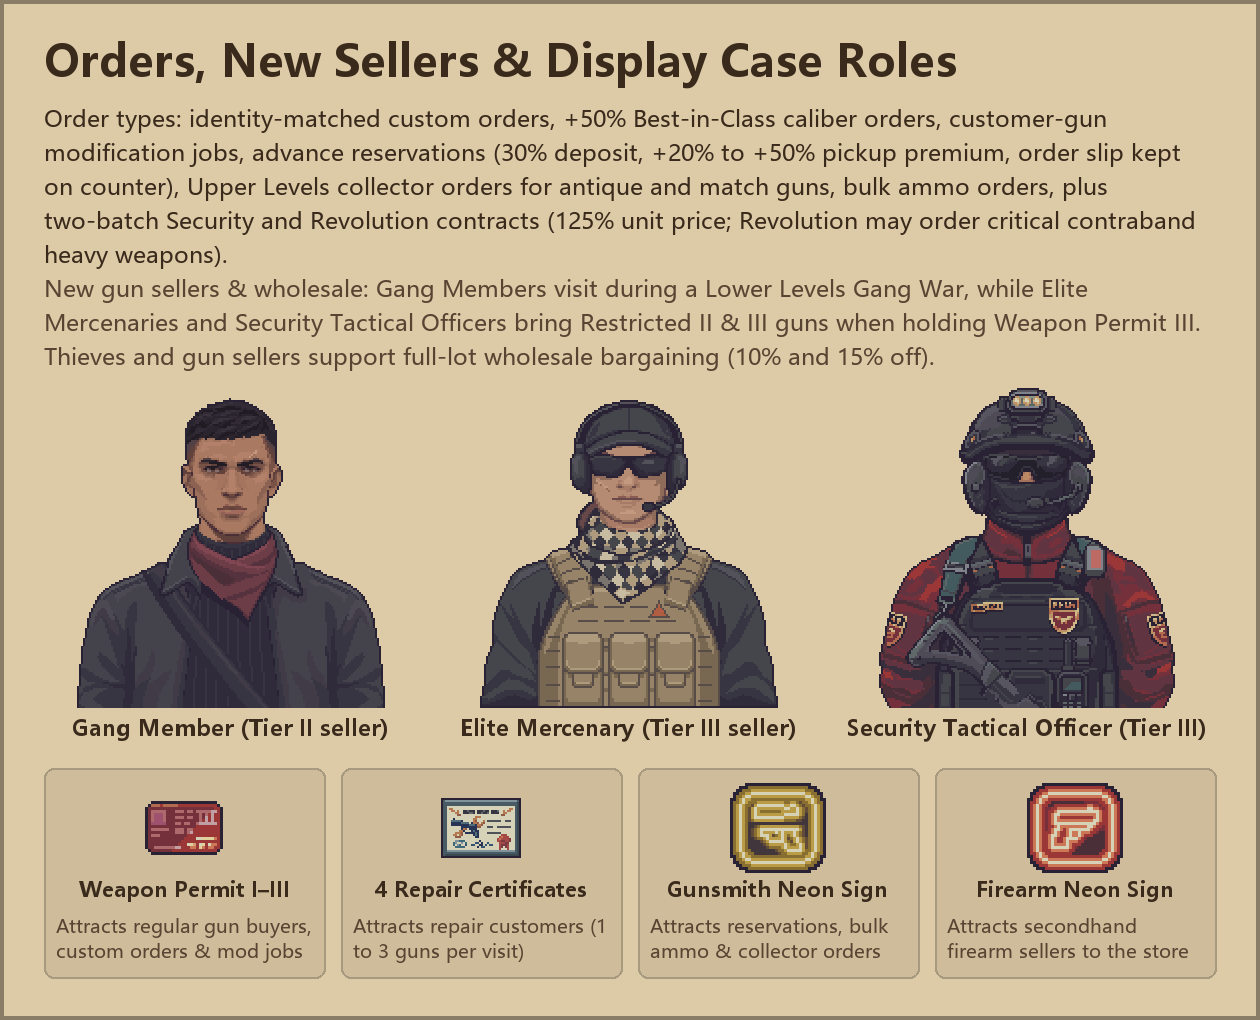 Orders, New Sellers & Display Case Roles
Order types: identity-matched custom orders, +50% Best-in-Class caliber orders, customer-gun
modification jobs, advance reservations (30% deposit, +20% to +50% pickup premium, order slip kept
on counter), Upper Levels collector orders for antique and match guns, bulk ammo orders, plus
two-batch Security and Revolution contracts (125% unit price; Revolution may order critical contraband
heavy weapons).
New gun sellers & wholesale: Gang Members visit during a Lower Levels Gang War, while Elite
Mercenaries and Security Tactical Officers bring Restricted II & III guns when holding Weapon Permit III.
Thieves and gun sellers support full-lot wholesale bargaining (10% and 15% off).
Gang Member (Tier II seller)
Elite Mercenary (Tier III seller)
Security Tactical Officer (Tier III)
III
Weapon Permit I–III
Attracts regular gun buyers,
custom orders & mod jobs
4 Repair Certificates
Attracts repair customers (1
to 3 guns per visit)
Gunsmith Neon Sign
Attracts reservations, bulk
ammo & collector orders
Firearm Neon Sign
Attracts secondhand
firearm sellers to the store